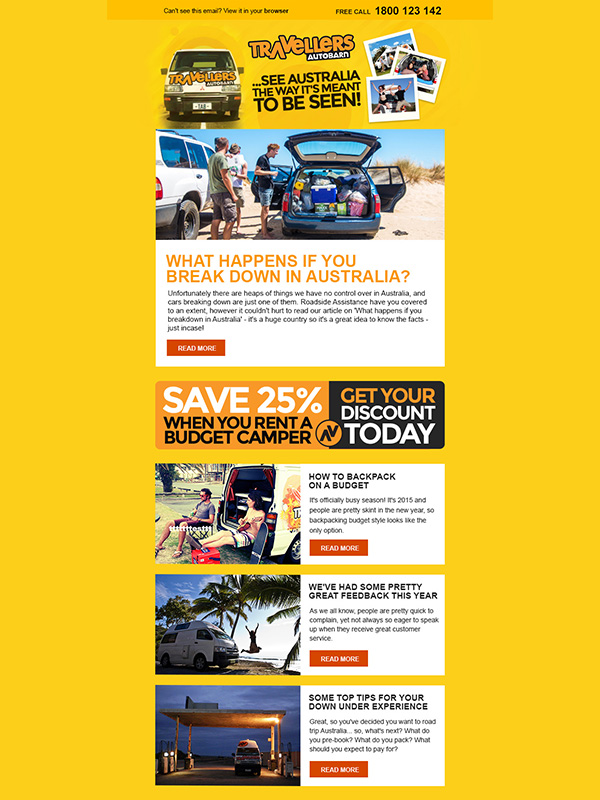 Can't see this email? View it in your browser
FREE CALL 1800 123 142
TRAVELLERS
AUTOBARN
TRAVELLERS
AUTOBARN
TAB
...SEE AUSTRALIA
THE WAY IT'S MEANT
TO BE SEEN!
WHAT HAPPENS IF YOU
BREAK DOWN IN AUSTRALIA?
Unfortunately there are heaps of things we have no control over in Australia, and
cars breaking down are just one of them. Roadside Assistance have you covered
to an extent, however it couldn't hurt to read our article on 'What happens if you
breakdown in Australia' - it's a huge country so it's a great idea to know the facts -
just incase!
READ MORE
SAVE 25%
WHEN YOU RENT A
BUDGET CAMPER
GET YOUR
DISCOUNT
TODAY
HOW TO BACKPACK
ON A BUDGET
It's officially busy season! It's 2015 and
people are pretty skint in the new year, so
backpacking budget style looks like the
only option.
READ MORE
WE'VE HAD SOME PRETTY
GREAT FEEDBACK THIS YEAR
As we all know, people are pretty quick to
complain, yet not always so eager to speak
up when they receive great customer
service.
READ MORE
SOME TOP TIPS FOR YOUR
DOWN UNDER EXPERIENCE
Great, so you've decided you want to road
trip Australia... so, what's next? What do
you pre-book? What do you pack? What
should you expect to pay for?
READ MORE